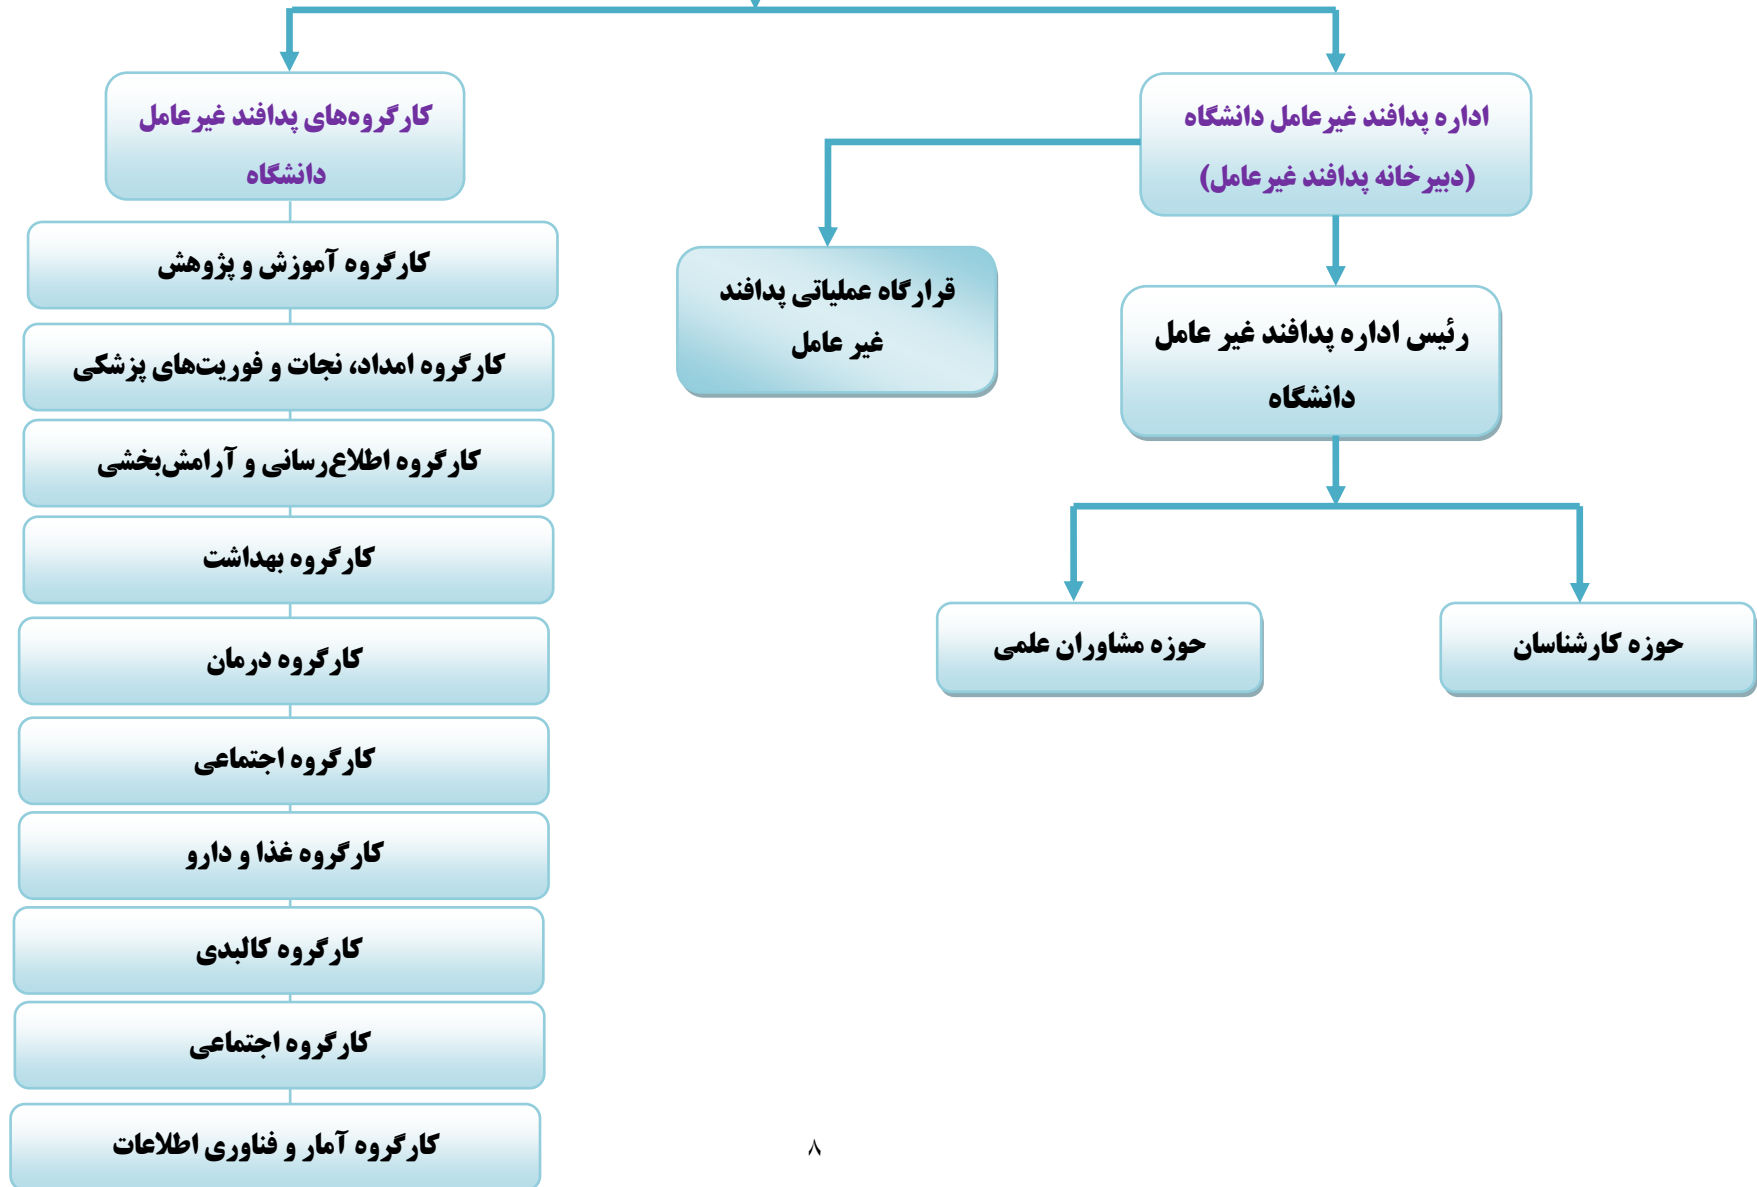 اداره پدافند غیرعامل دانشگاه
(دبیرخانه پدافند غیرعامل)
کارگروه‌های پدافند غیرعامل
دانشگاه
قرارگاه عملیاتی پدافند
غیر عامل
رئیس اداره پدافند غیر عامل
دانشگاه
حوزه کارشناسان
حوزه مشاوران علمی
کارگروه آموزش و پژوهش
کارگروه امداد، نجات و فوریت‌های پزشکی
کارگروه اطلاع‌رسانی و آرامش‌بخشی
کارگروه بهداشت
کارگروه درمان
کارگروه اجتماعی
کارگروه غذا و دارو
کارگروه کالبدی
کارگروه اجتماعی
کارگروه آمار و فناوری اطلاعات
۸